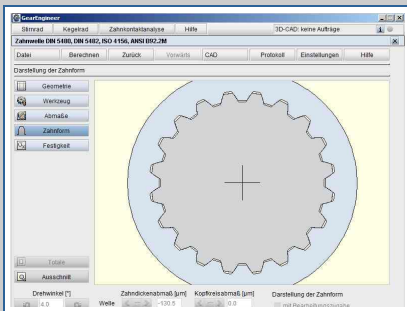 GearEngineer
Stirnrad Kegelrad Zahnkontaktanalyse Hilfe 3D-CAD: keine Aufträge
Zahnwelle DIN 5480, DIN 5482, ISO 4156, ANSI B92.2M
Datei Berechnen Zurück Vorwärts CAD Protokoll Einstellungen Hilfe
Darstellung der Zahnform
Geometrie
Werkzeug
Abmaße
Zahnform
Festigkeit
Totale
Ausschnitt
Drehwinkel [°] Zahndickenabmaß [µm] Kopfkreisabmaß [µm] Darstellung der Zahnform
4.0 Welle -130.5 0.0 mit Bearbeitungszugabe